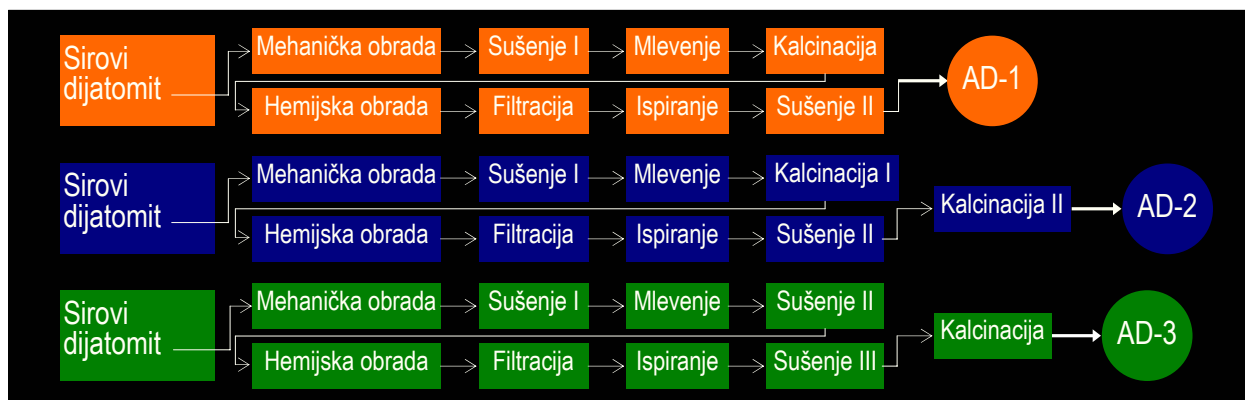 Sirovi
dijatomit
Mehanička obrada
Sušenje I
Mlevenje
Kalcinacija
Hemijska obrada
Filtracija
Ispiranje
Sušenje II
AD-1
Sirovi
dijatomit
Mehanička obrada
Sušenje I
Mlevenje
Kalcinacija I
Hemijska obrada
Filtracija
Ispiranje
Sušenje II
Kalcinacija II
AD-2
Sirovi
dijatomit
Mehanička obrada
Sušenje I
Mlevenje
Sušenje II
Hemijska obrada
Filtracija
Ispiranje
Sušenje III
Kalcinacija
AD-3